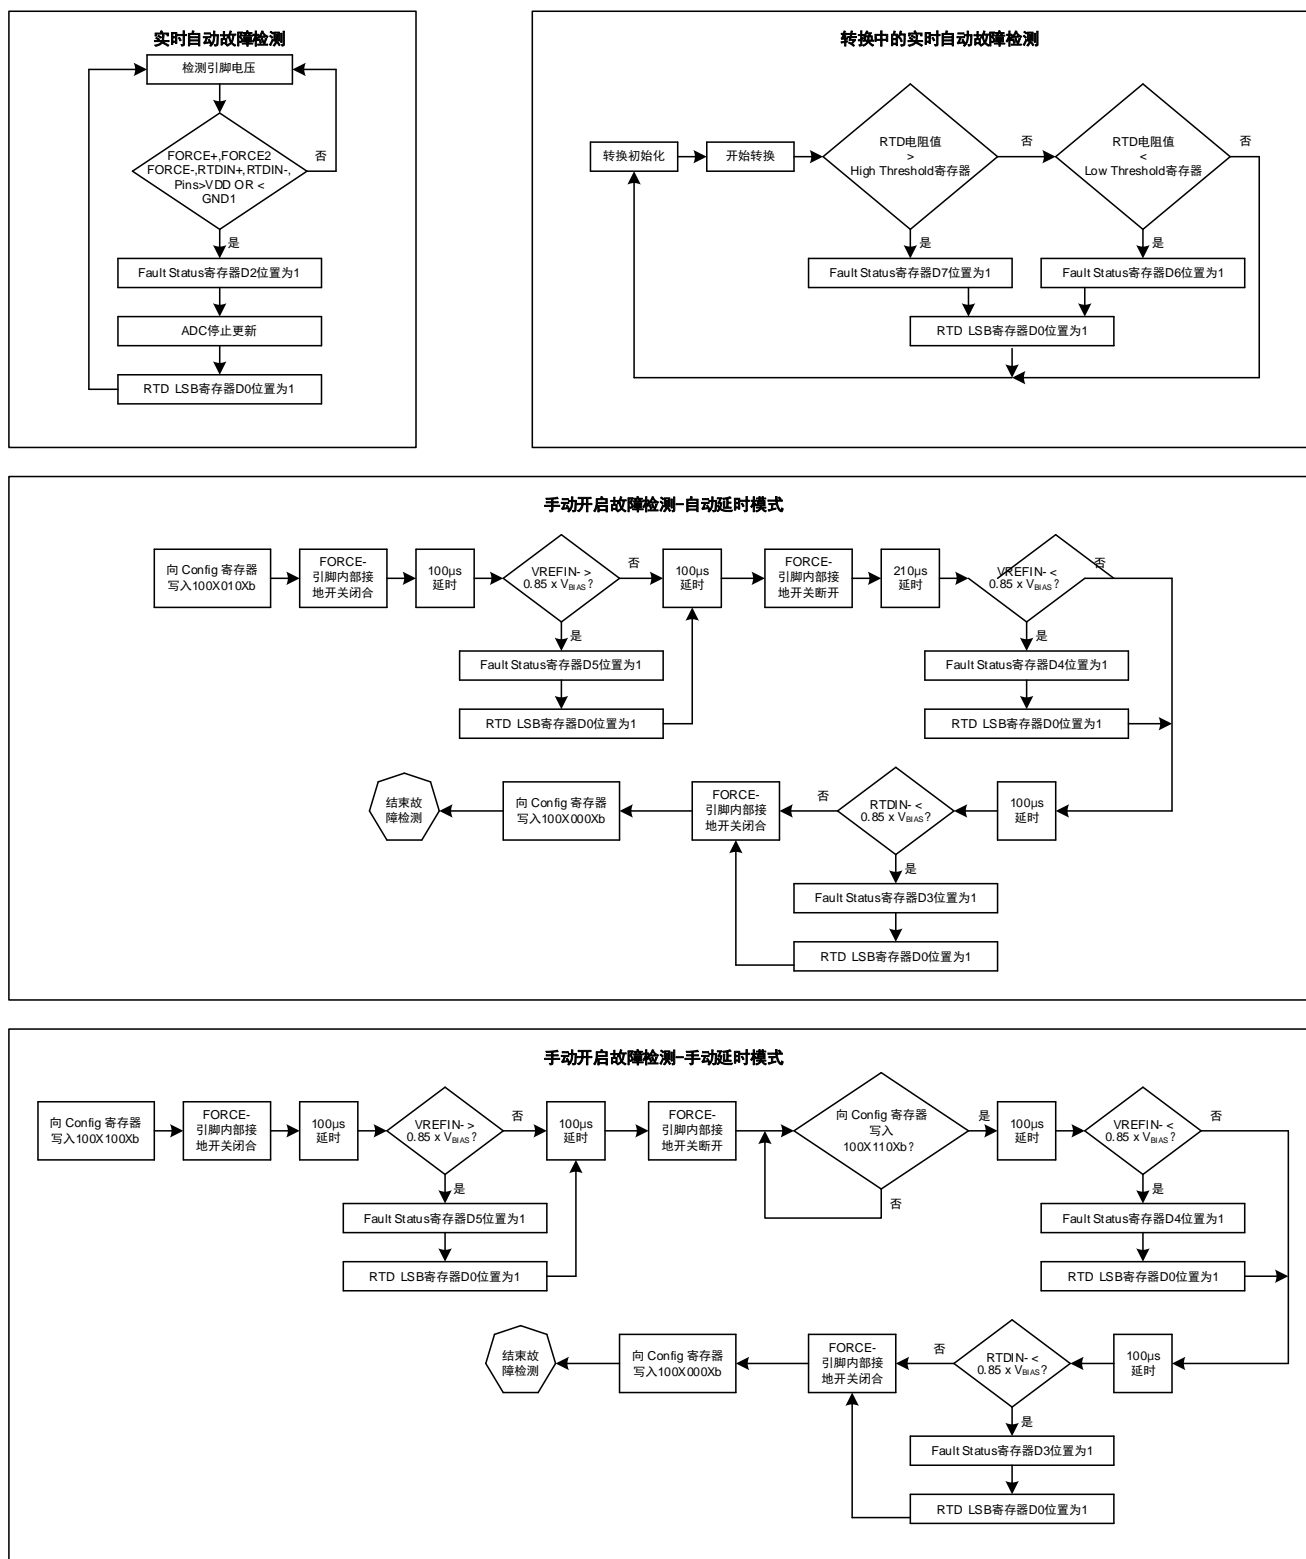 实时自动故障检测
检测引脚电压
FORCE+,FORCE2
FORCE-,RTDIN+,RTDIN-,
Pins>VDD OR <
GND1
否
是
Fault Status寄存器D2位置为1
ADC停止更新
RTD LSB寄存器D0位置为1
转换中的实时自动故障检测
转换初始化
开始转换
RTD电阻值
>
High Threshold寄存器
否
RTD电阻值
<
Low Threshold寄存器
否
是
是
Fault Status寄存器D7位置为1
Fault Status寄存器D6位置为1
RTD LSB寄存器D0位置为1
手动开启故障检测-自动延时模式
向 Config 寄存器
写入100X010Xb
FORCE-
引脚内部接
地开关闭合
100μs
延时
VREFIN- >
0.85 x VBIAS?
否
100μs
延时
FORCE-
引脚内部接
地开关断开
210μs
延时
VREFIN- <
0.85 x VBIAS?
否
是
是
Fault Status寄存器D5位置为1
Fault Status寄存器D4位置为1
RTD LSB寄存器D0位置为1
RTD LSB寄存器D0位置为1
结束故
障检测
向 Config 寄存器
写入100X000Xb
FORCE-
引脚内部接
地开关闭合
否
RTDIN- <
0.85 x VBIAS?
100μs
延时
是
Fault Status寄存器D3位置为1
RTD LSB寄存器D0位置为1
手动开启故障检测-手动延时模式
向 Config 寄存器
写入100X100Xb
FORCE-
引脚内部接
地开关闭合
100μs
延时
VREFIN- >
0.85 x VBIAS?
否
100μs
延时
FORCE-
引脚内部接
地开关断开
向 Config 寄存器
写入
100X110Xb?
是
100μs
延时
VREFIN- <
0.85 x VBIAS?
否
是
否
是
Fault Status寄存器D5位置为1
Fault Status寄存器D4位置为1
RTD LSB寄存器D0位置为1
RTD LSB寄存器D0位置为1
结束故
障检测
向 Config 寄存器
写入100X000Xb
FORCE-
引脚内部接
地开关闭合
否
RTDIN- <
0.85 x VBIAS?
100μs
延时
是
Fault Status寄存器D3位置为1
RTD LSB寄存器D0位置为1